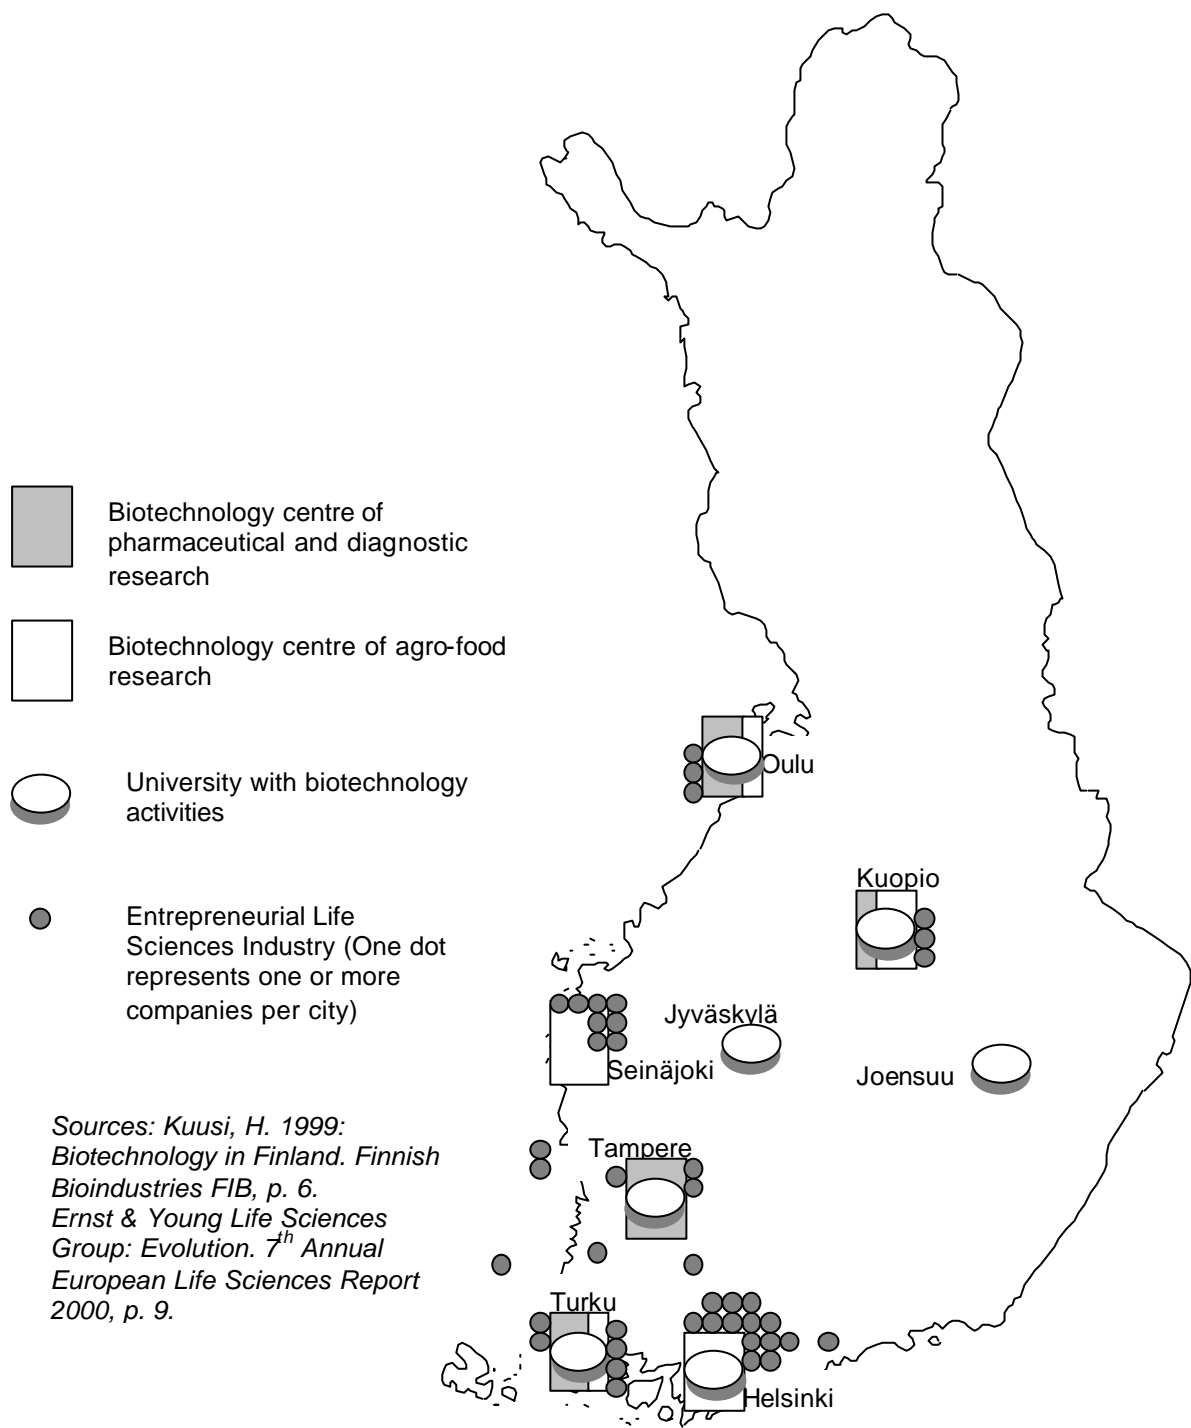 Biotechnology centre of
pharmaceutical and diagnostic
research
Biotechnology centre of agro-food
research
University with biotechnology
activities
Entrepreneurial Life
Sciences Industry (One dot
represents one or more
companies per city)
Sources: Kuusi, H. 1999:
Biotechnology in Finland. Finnish
Bioindustries FIB, p. 6.
Ernst & Young Life Sciences
Group: Evolution. 7th Annual
European Life Sciences Report
2000, p. 9.
Oulu
Kuopio
Jyväskylä
Seinäjoki
Joensuu
Tampere
Turku
Helsinki